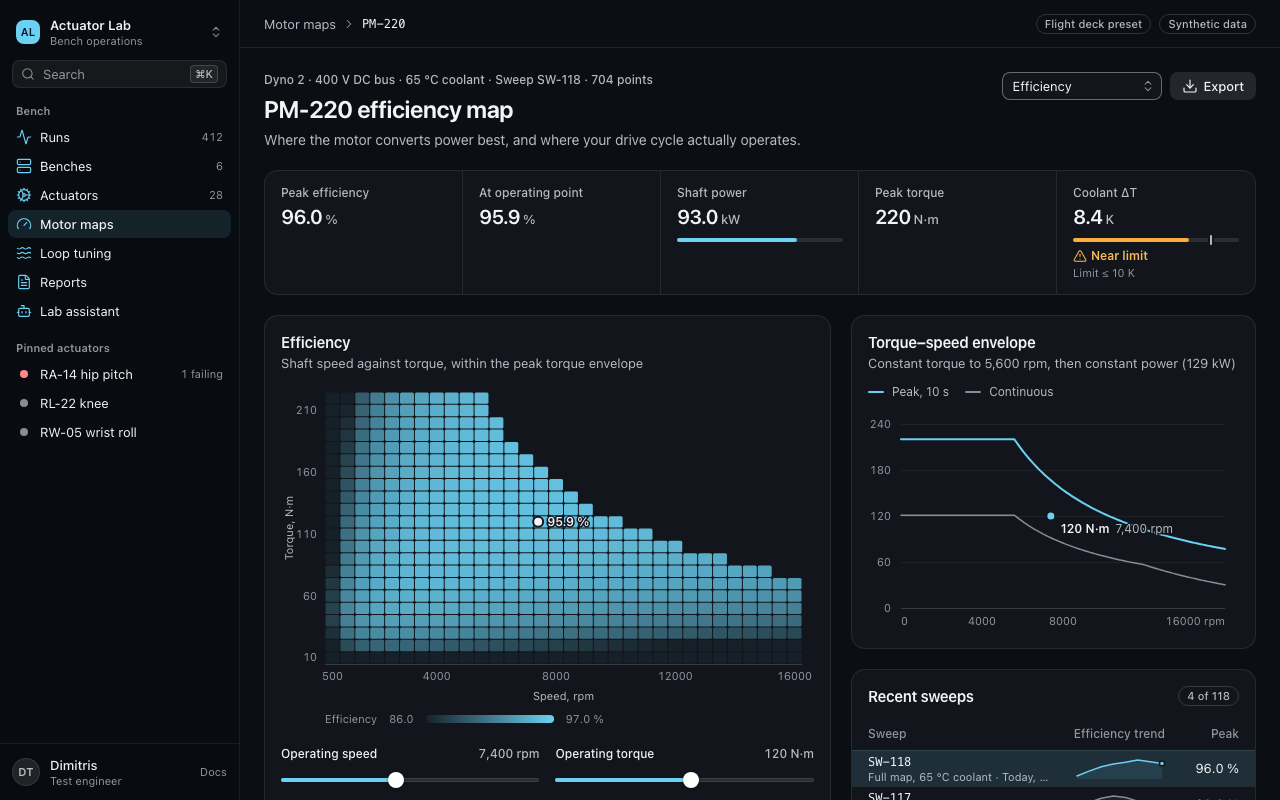 AL
Actuator Lab
Bench operations
Search
⌘K
Bench
Runs 412
Benches 6
Actuators 28
Motor maps
Loop tuning
Reports
Lab assistant
Pinned actuators
RA-14 hip pitch 1 failing
RL-22 knee
RW-05 wrist roll
DT
Dimitris
Test engineer
Docs
Motor maps > PM-220
Flight deck preset
Synthetic data
Dyno 2 · 400 V DC bus · 65 °C coolant · Sweep SW-118 · 704 points
PM-220 efficiency map
Where the motor converts power best, and where your drive cycle actually operates.
Efficiency
Export
Peak efficiency
96.0 %
At operating point
95.9 %
Shaft power
93.0 kW
Peak torque
220 N·m
Coolant ΔT
8.4 K
Near limit
Limit ≤ 10 K
Efficiency
Shaft speed against torque, within the peak torque envelope
210
160
110
60
10
Torque, N·m
95.9 %
500 4000 8000 12000 16000
Speed, rpm
Efficiency 86.0 97.0 %
Operating speed 7,400 rpm
Operating torque 120 N·m
Torque–speed envelope
Constant torque to 5,600 rpm, then constant power (129 kW)
Peak, 10 s
Continuous
240
180
120
60
0
120 N·m 7,400 rpm
0 4000 8000 16000 rpm
Recent sweeps
4 of 118
Sweep Efficiency trend Peak
SW-118
Full map, 65 °C coolant · Today, ...
96.0 %
SW-117